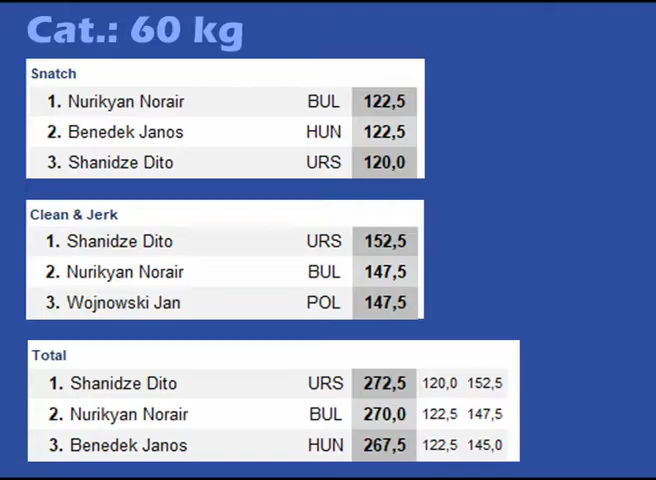 Cat.: 60 kg
Snatch
1. Nurikyan Norair BUL 122,5
2. Benedek Janos HUN 122,5
3. Shanidze Dito URS 120,0
Clean & Jerk
1. Shanidze Dito URS 152,5
2. Nurikyan Norair BUL 147,5
3. Wojnowski Jan POL 147,5
Total
1. Shanidze Dito URS 272,5 120,0 152,5
2. Nurikyan Norair BUL 270,0 122,5 147,5
3. Benedek Janos HUN 267,5 122,5 145,0